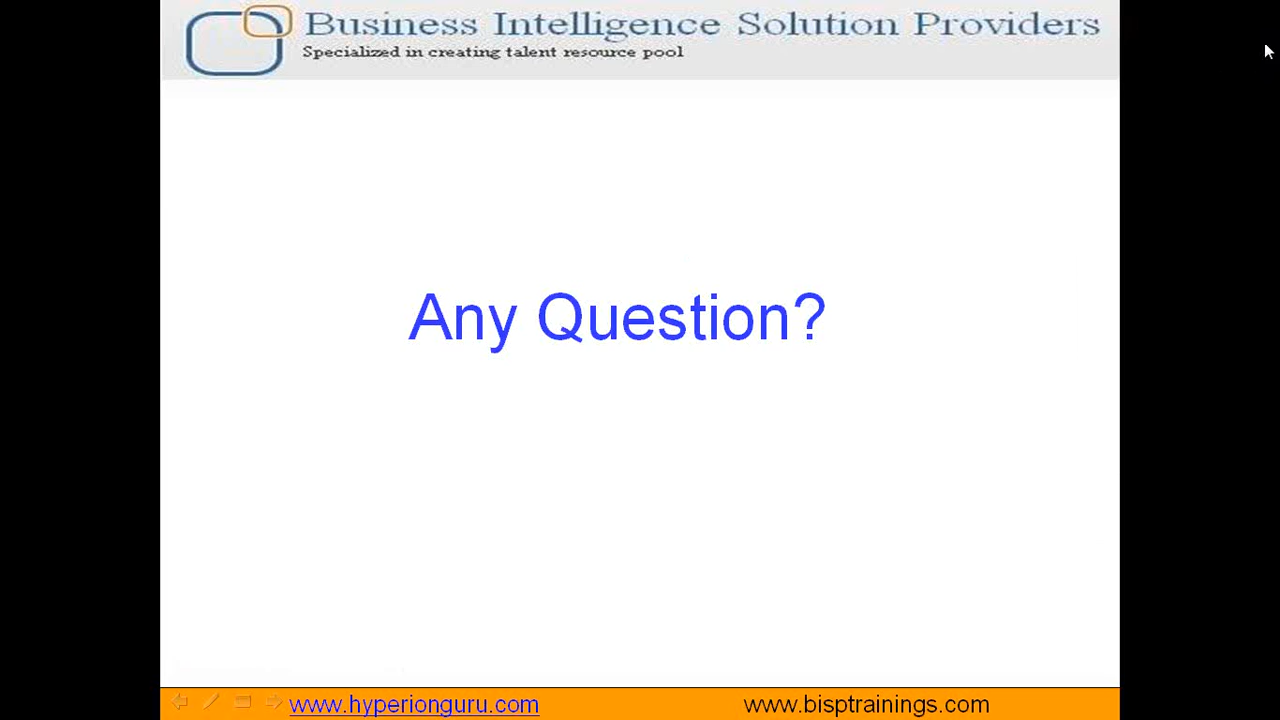 Business Intelligence Solution Providers
Specialized in creating talent resource pool
Any Question?
www.hyperionguru.com
www.bisptrainings.com